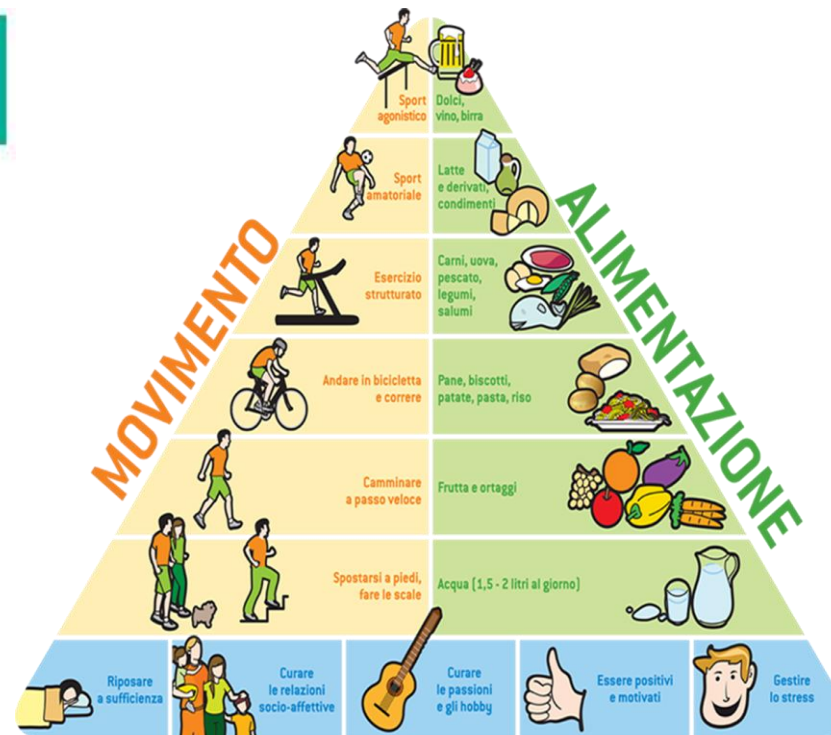 MOVIMENTO
ALIMENTAZIONE
Sport
agonistico
Dolci,
vino, birra
Sport
amatoriale
Latte
e derivati,
condimenti
Esercizio
strutturato
Carni, uova,
pescato,
legumi,
salumi
Andare in bicicletta
e correre
Pane, biscotti,
patate, pasta, riso
Camminare
a passo veloce
Frutta e ortaggi
Spostarsi a piedi,
fare le scale
Acqua (1,5 - 2 litri al giorno)
Riposare
a sufficienza
Curare
le relazioni
socio-affettive
Curare
le passioni
e gli hobby
Essere positivi
e motivati
Gestire
lo stress